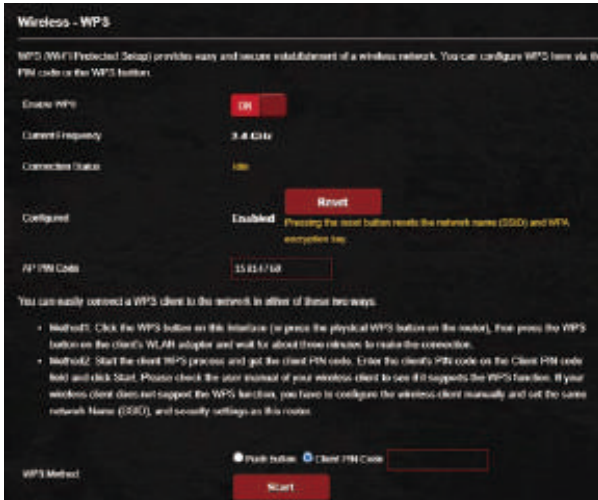 Wireless - WPS
WPS (Wi-Fi Protected Setup) provides easy and secure establishment of a wireless network. You can configure WPS here via th
PIN code or the WPS button.
Enable WPS ON
Current Frequency 2.4 GHz
Connection Status Idle
Reset
Configured Enabled Pressing the reset button resets the network name (SSID) and WPA
encryption key.
AP PIN Code
You can easily connect a WPS client to the network in either of these two ways.
• Method1: Click the WPS button on this interface (or press the physical WPS button on the router), then press the WPS
button on the client's WLAN adapter and wait for about three minutes to make the connection.
• Method2: Start the client WPS process and get the client PIN code. Enter the client's PIN code on the Client PIN code
field and click Start. Please check the user manual of your wireless client to see if it supports the WPS function. If your
wireless client does not support the WPS function, you have to configure the wireless client manually and set the same
network Name (SSID), and security settings as this router.
Push button Client PIN Code
WPS Method
Start